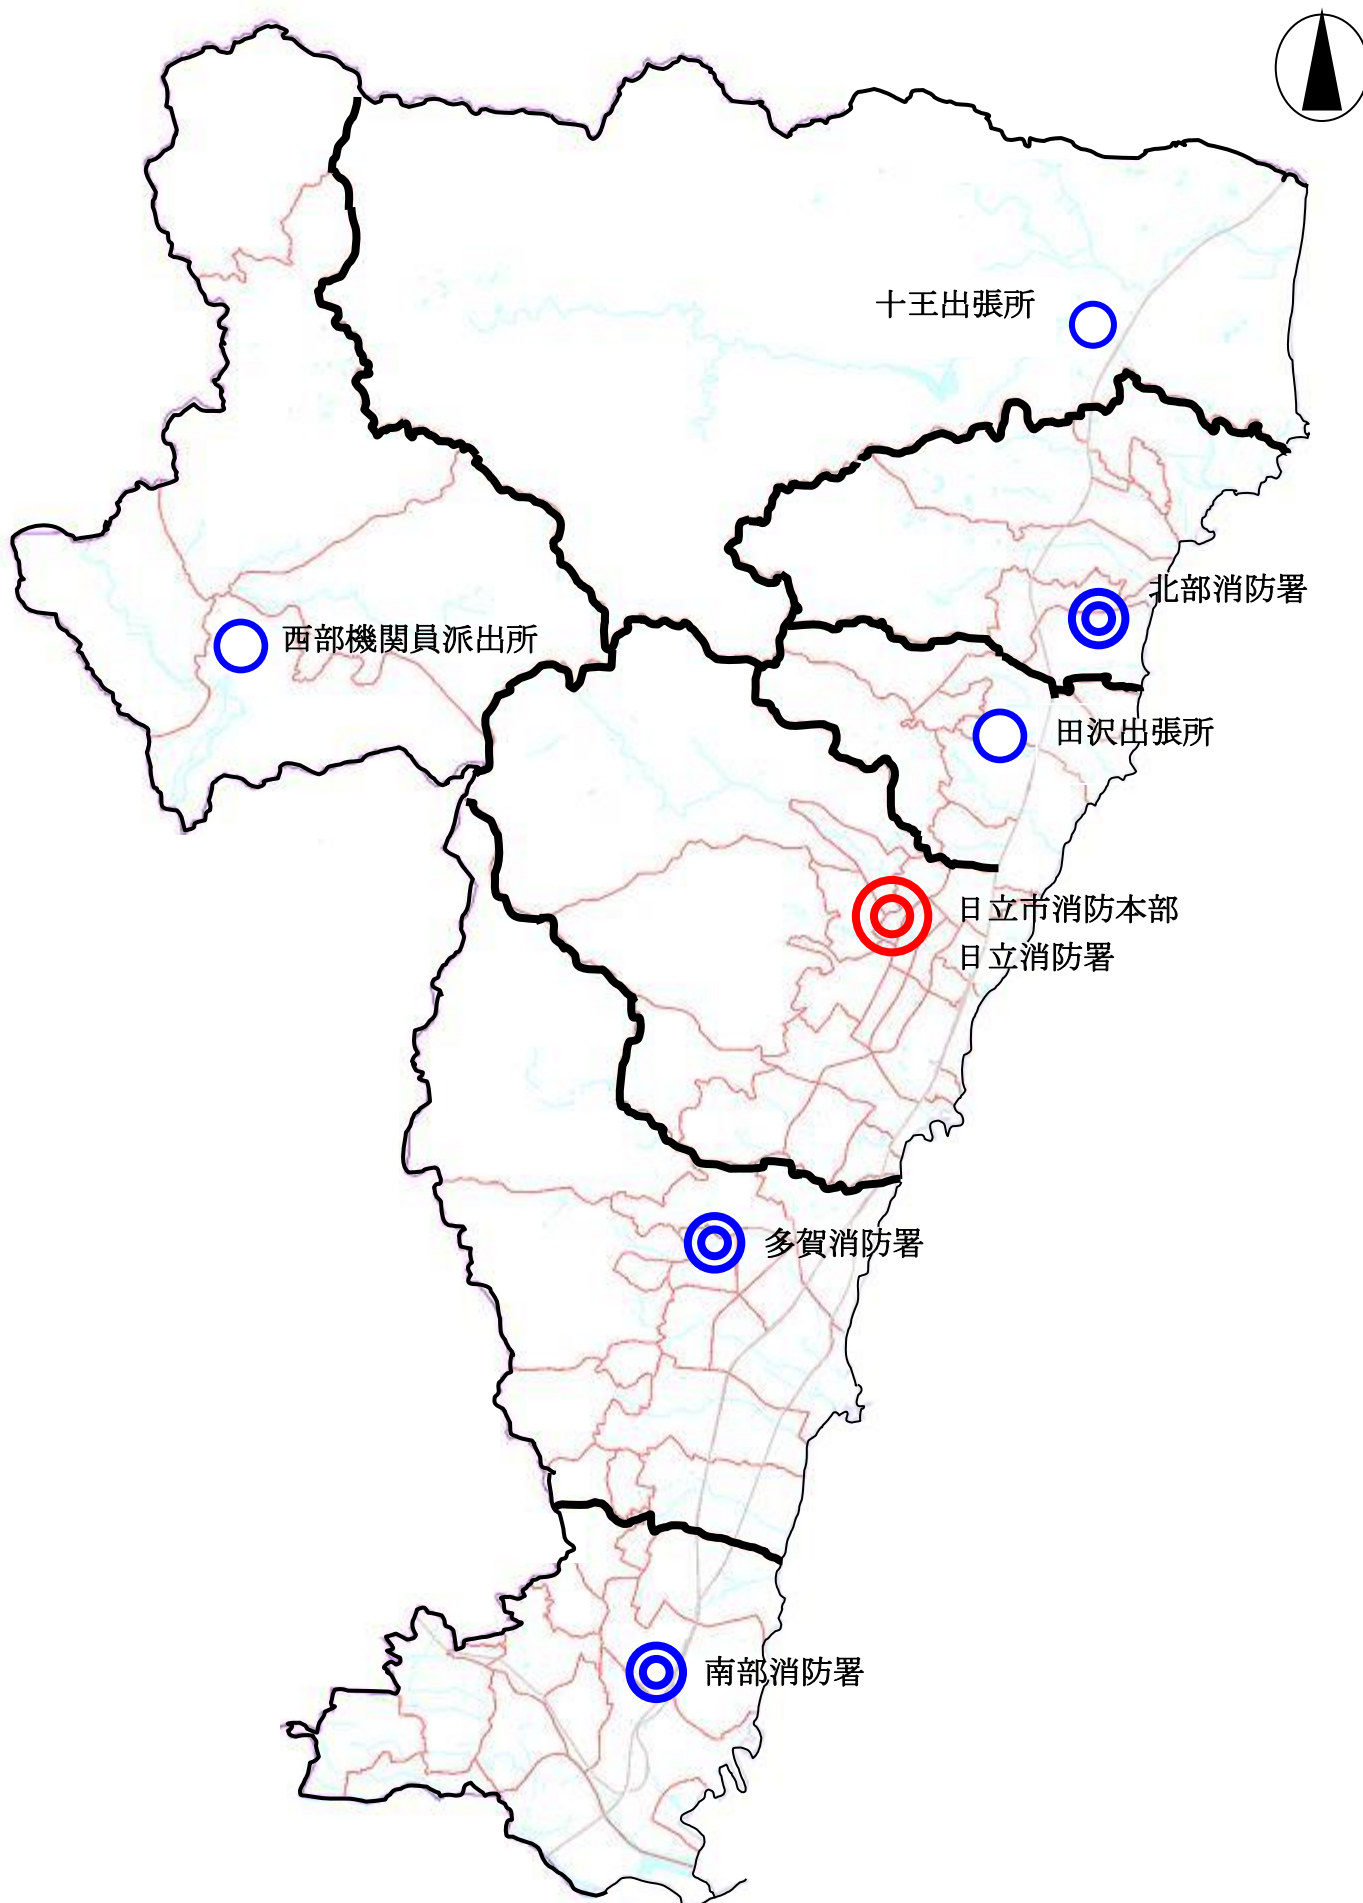 十王出張所
北部消防署
西部機関員派出所
田沢出張所
日立市消防本部
日立消防署
多賀消防署
南部消防署